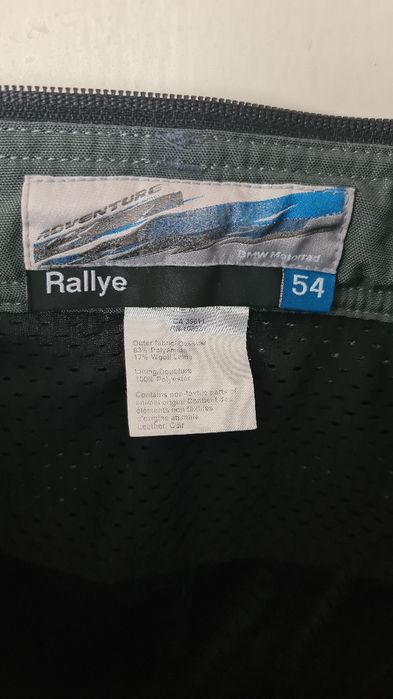 ADVENTURE
BMW Motorrad
Rallye 54
Outer fabric/Dessus:
83% Polyamide
17% Wool/Laine
Lining/Doublure
100% Polyester
Contains non-textile parts of
animal origin/ Contient des
éléments non textiles
d'origine animale
Leather/ Cuir